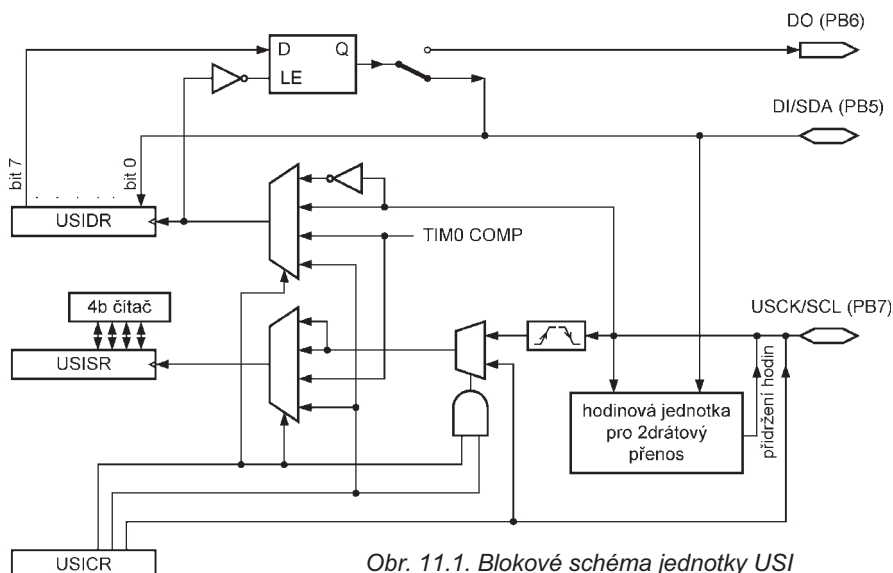 DO (PB6)
D Q
LE
DI/SDA (PB5)
bit 7
. . . . .
bit 0
USIDR
TIM0 COMP
4b čítač
USISR
USCK/SCL (PB7)
hodinová jednotka
pro 2drátový
přenos
přidržení hodin
USICR
Obr. 11.1. Blokové schéma jednotky USI